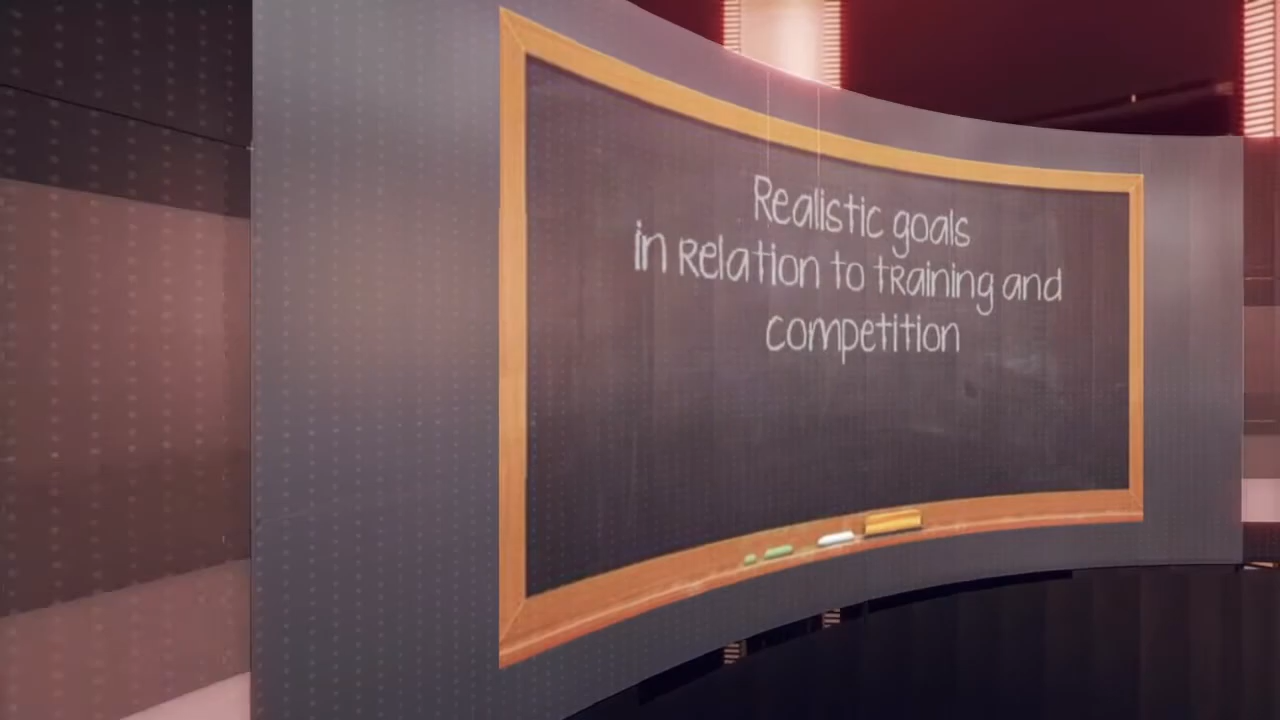 Realistic goals
in relation to training and
competition